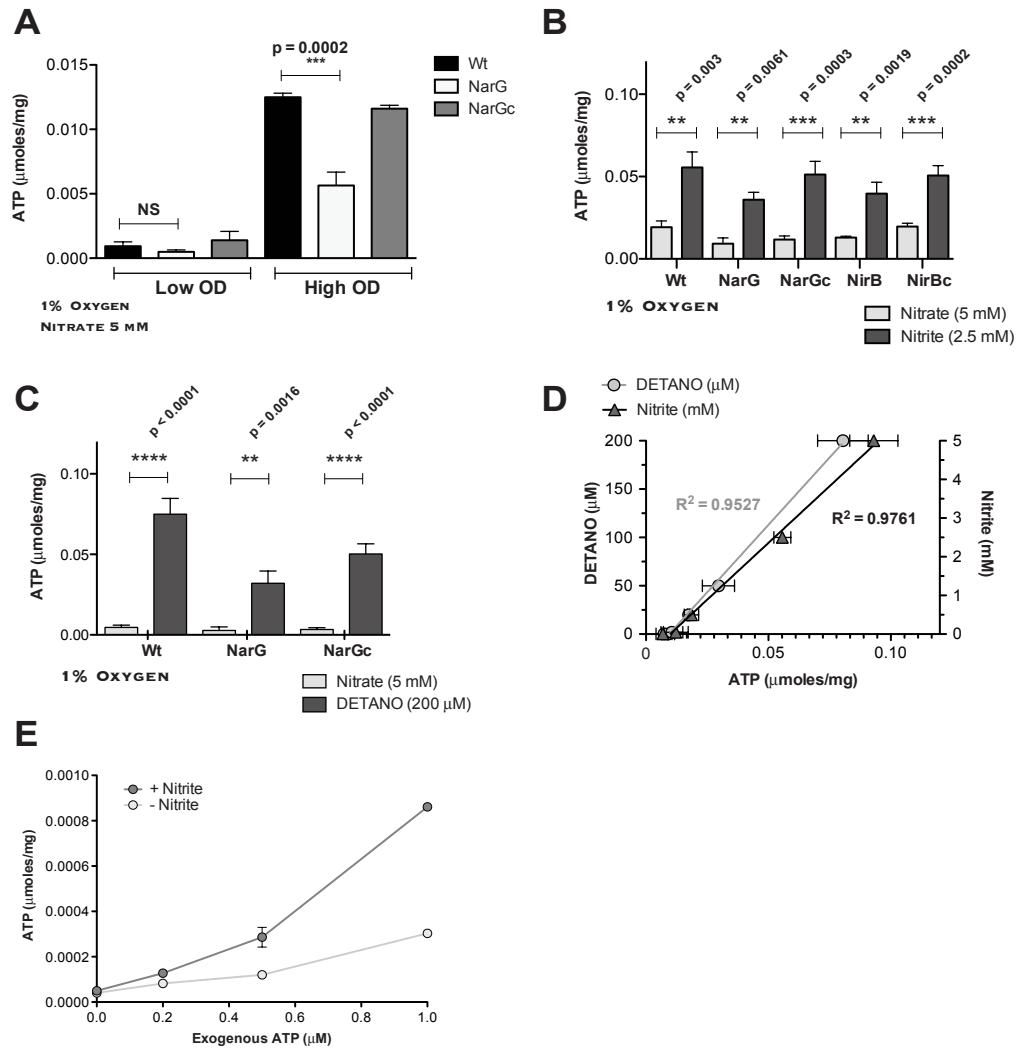 A
p = 0.0002
***
Wt
NarG
NarGc
ATP (μmoles/mg)
0.015
0.010
0.005
0.000
NS
Low OD
High OD
1% Oxygen
Nitrate 5 mM
B
p = 0.003
p = 0.0061
p = 0.0003
p = 0.0019
p = 0.0002
** ** *** ** ***
ATP (μmoles/mg)
0.10
0.05
0.00
Wt NarG NarGc NirB NirBc
1% Oxygen
Nitrate (5 mM)
Nitrite (2.5 mM)
C
p < 0.0001
p = 0.0016
p < 0.0001
**** ** ****
ATP (μmoles/mg)
0.10
0.05
0.00
Wt NarG NarGc
1% Oxygen
Nitrate (5 mM)
DETANO (200 μM)
D
DETANO (μM)
Nitrite (mM)
DETANO (μM)
200
150
100
50
0
R² = 0.9527
R² = 0.9761
5
4
3
2
1
0
Nitrite (mM)
0 0.05 0.10
ATP (μmoles/mg)
E
+ Nitrite
- Nitrite
ATP (μmoles/mg)
0.0010
0.0008
0.0006
0.0004
0.0002
0.0000
0.0 0.2 0.4 0.6 0.8 1.0
Exogenous ATP (μM)